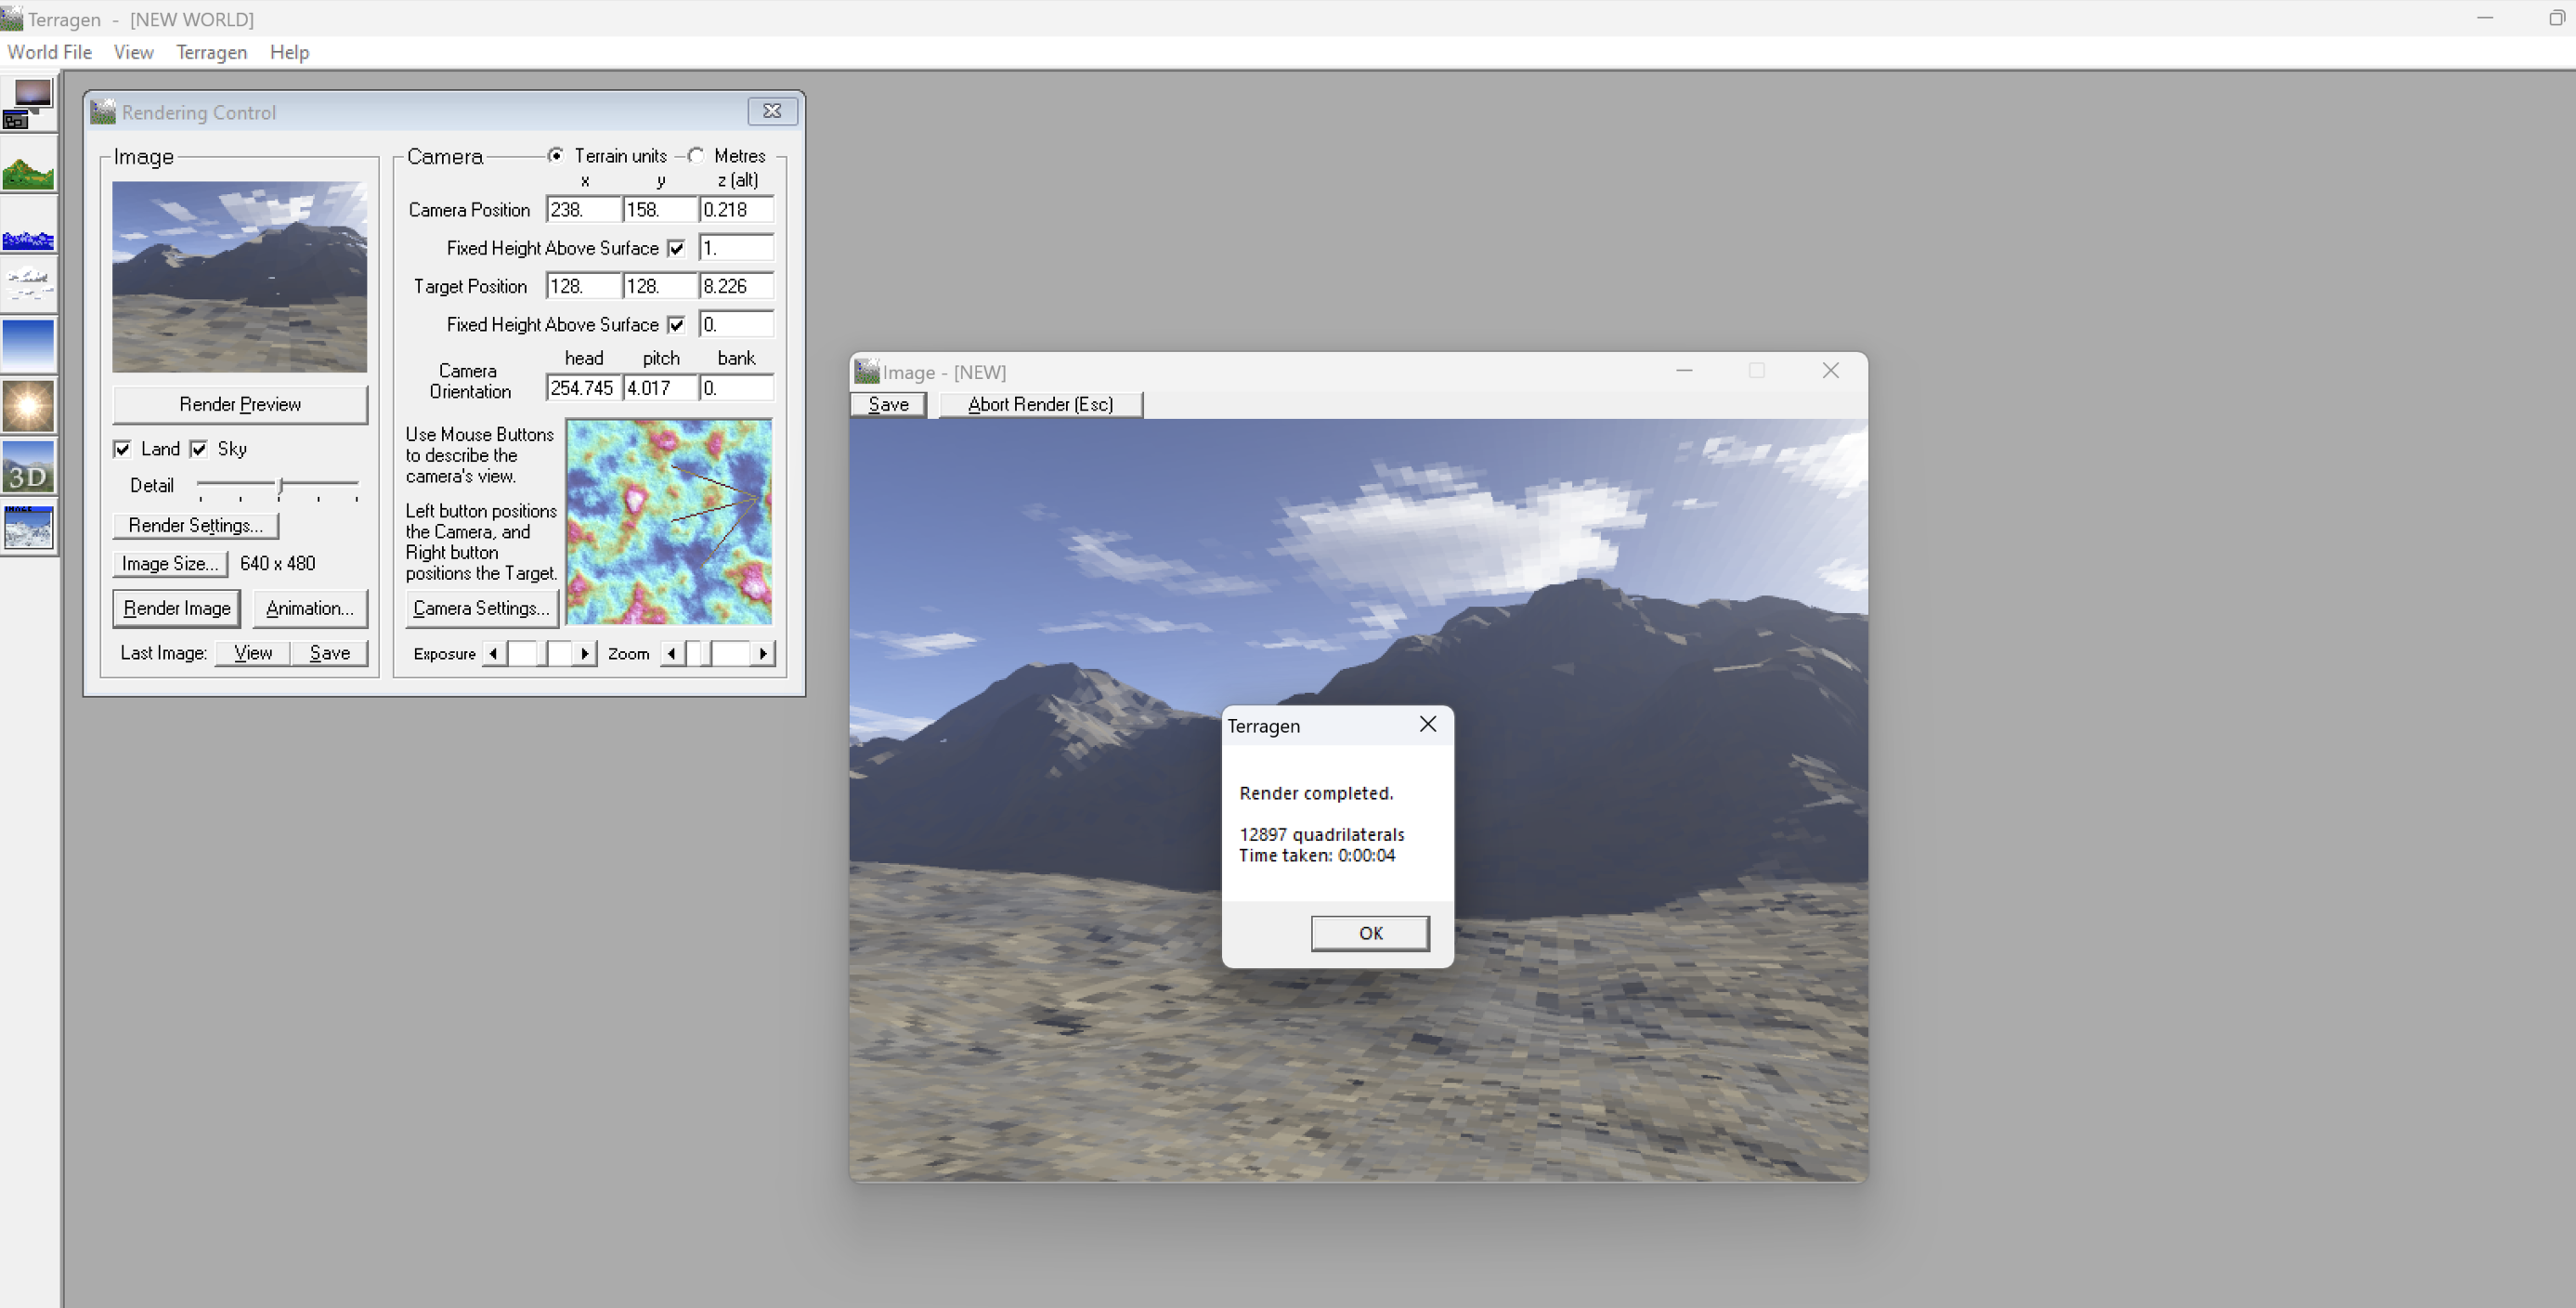 Terragen - [NEW WORLD]
World File View Terragen Help
Rendering Control
Image
Render Preview
Land Sky
Detail
Render Settings...
Image Size... 640 x 480
Render Image Animation...
Last Image: View Save
Camera Terrain units Metres
x y z (alt)
Camera Position 238. 158. 0.218
Fixed Height Above Surface 1.
Target Position 128. 128. 8.226
Fixed Height Above Surface 0.
head pitch bank
Camera
Orientation 254.745 4.017 0.
Use Mouse Buttons
to describe the
camera's view.
Left button positions
the Camera, and
Right button
positions the Target.
Camera Settings...
Exposure Zoom
3D
IMAGE
Image - [NEW]
Save Abort Render (Esc)
Terragen
Render completed.
12897 quadrilaterals
Time taken: 0:00:04
OK